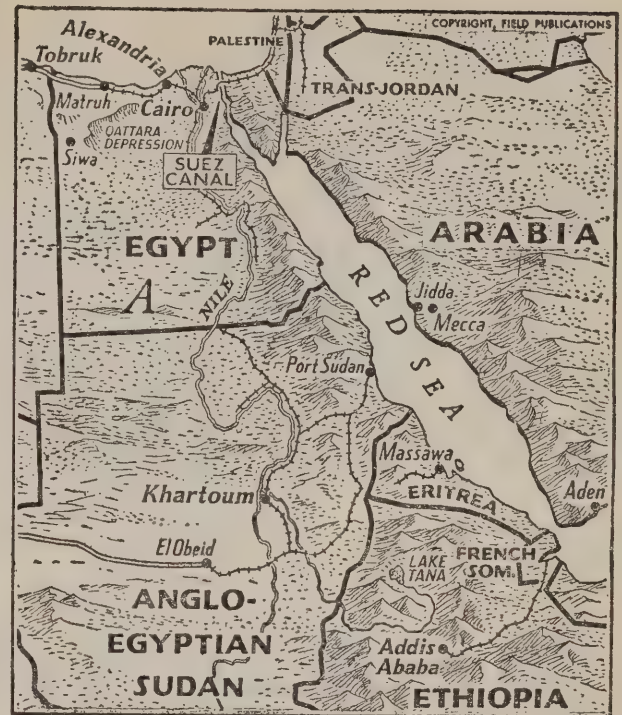 COPYRIGHT, FIELD PUBLICATIONS
PALESTINE
Alexandria
Tobruk
TRANS-JORDAN
Matruh
Cairo
QATTARA
DEPRESSION
Siwa
SUEZ
CANAL
ARABIA
EGYPT
A
NILE
RED SEA
Jidda
Mecca
Port Sudan
Massawa
Khartoum
ERITREA
Aden
El Obeid
FRENCH
SOM.
LAKE
TANA
ANGLO-
EGYPTIAN
SUDAN
Addis
Ababa
ETHIOPIA